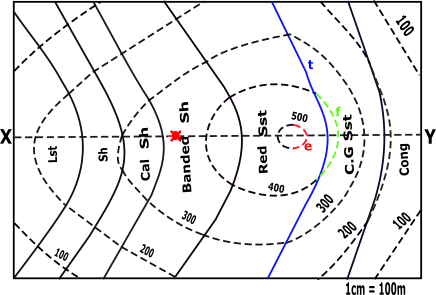 100
t
500
f
X
Y
e
Lst
Sh
Cal Sh
Banded Sh
Red Sst
C.G Sst
Cong
400
300
300
200
200
100
100
1cm = 100m